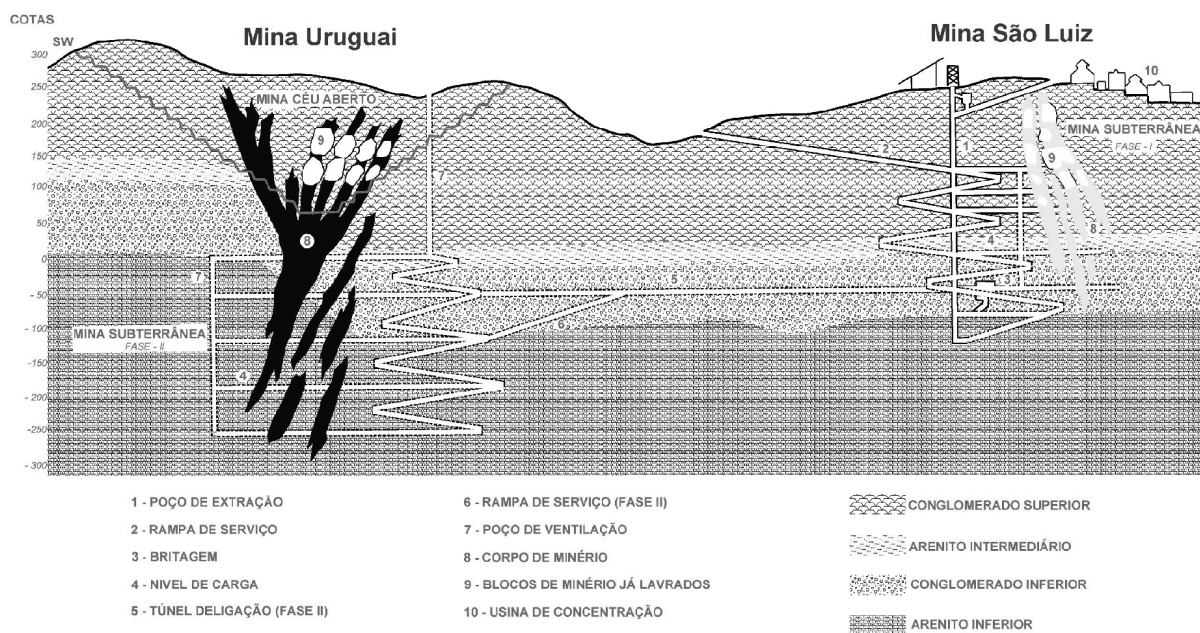 COTAS
Mina Uruguai
Mina São Luiz
SW
300
250
200
150
100
50
0
- 50
-100
-150
- 200
-250
- 300
MINA CÉU ABERTO
9
7
8
7
MINA SUBTERRÂNEA
FASE - II
4
6
5
10
MINA SUBTERRÂNEA
FASE - I
2
1
9
8
4
3
1 - POÇO DE EXTRAÇÃO
2 - RAMPA DE SERVIÇO
3 - BRITAGEM
4 - NIVEL DE CARGA
5 - TÚNEL DELIGAÇÃO (FASE II)
6 - RAMPA DE SERVIÇO (FASE II)
7 - POÇO DE VENTILAÇÃO
8 - CORPO DE MINÉRIO
9 - BLOCOS DE MINÉRIO JÁ LAVRADOS
10 - USINA DE CONCENTRAÇÃO
CONGLOMERADO SUPERIOR
ARENITO INTERMEDIÁRIO
CONGLOMERADO INFERIOR
ARENITO INFERIOR